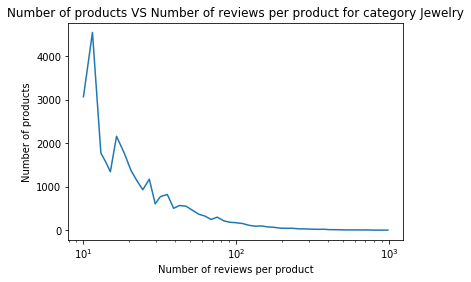 Number of products VS Number of reviews per product for category Jewelry
Number of products
4000
3000
2000
1000
0
10¹ 10² 10³
Number of reviews per product